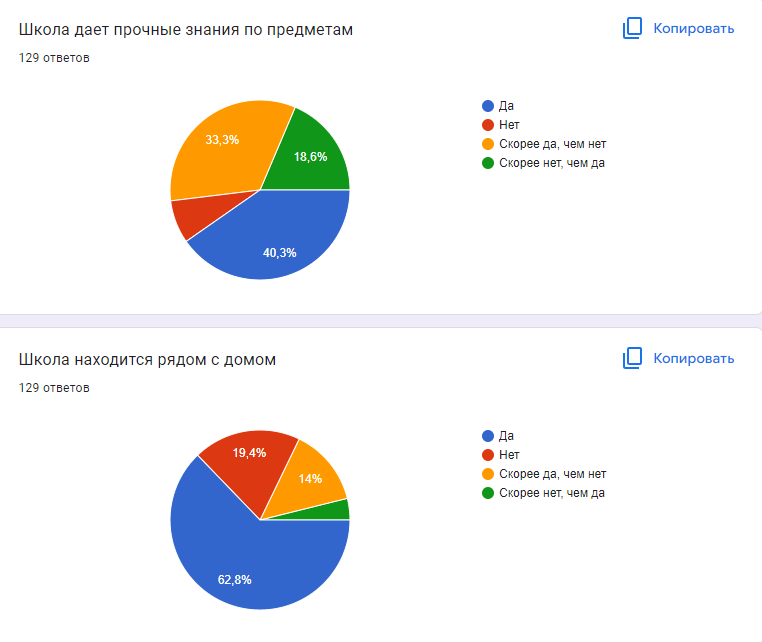 Школа дает прочные знания по предметам
Копировать
129 ответов
33,3%
18,6%
40,3%
Да
Нет
Скорее да, чем нет
Скорее нет, чем да
Школа находится рядом с домом
Копировать
129 ответов
19,4%
14%
62,8%
Да
Нет
Скорее да, чем нет
Скорее нет, чем да